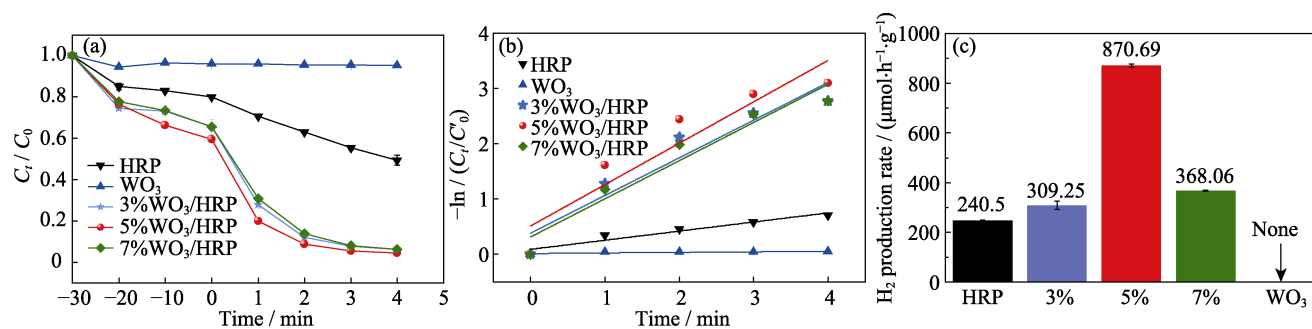 (a)
C_t / C_0
1.0
0.8
0.6
0.4
0.2
0
HRP
WO₃
3%WO₃/HRP
5%WO₃/HRP
7%WO₃/HRP
−30 −20 −10 0 1 2 3 4 5
Time / min
(b)
−ln / (C_t/C′_0)
4
3
2
1
0
-1
HRP
WO₃
3%WO₃/HRP
5%WO₃/HRP
7%WO₃/HRP
0 1 2 3 4
Time / min
(c)
H₂ production rate / (μmol·h⁻¹·g⁻¹)
1000
800
600
400
200
0
240.5
309.25
870.69
368.06
None
HRP 3% 5% 7% WO₃